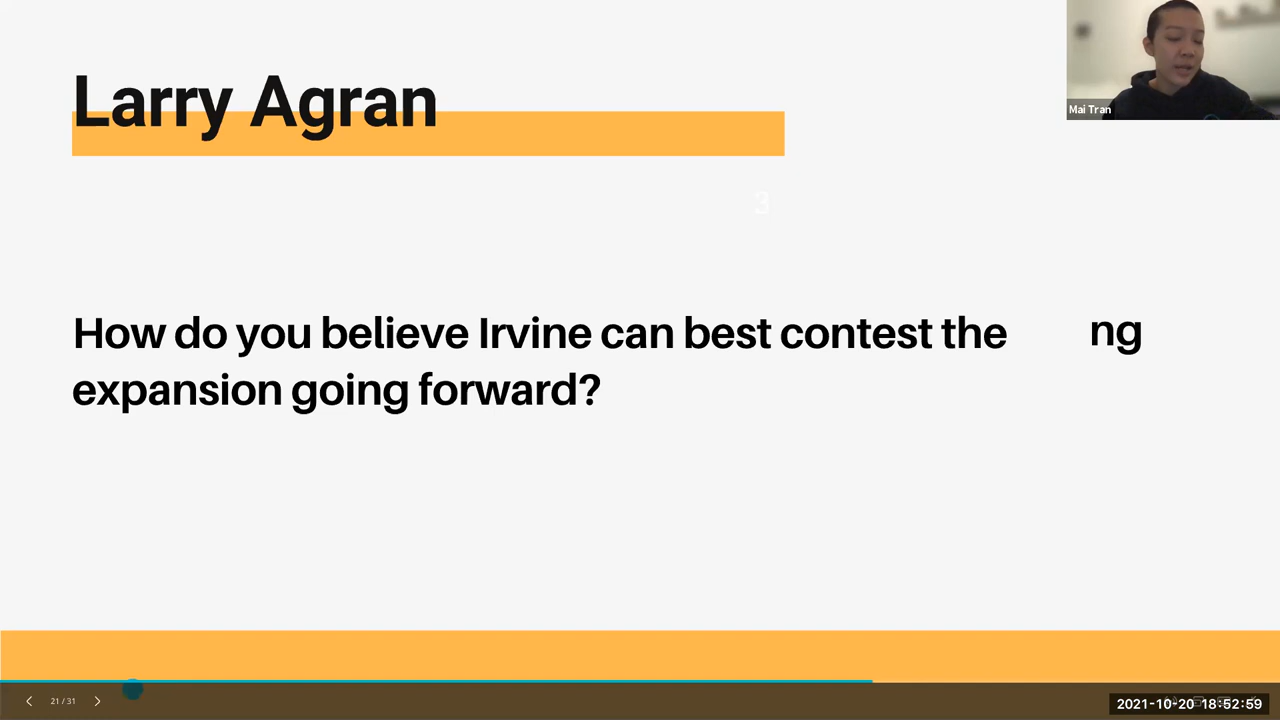 Larry Agran
Mai Tran
3
How do you believe Irvine can best contest the ng
expansion going forward?
21 / 31
2021-10-20 18:52:59